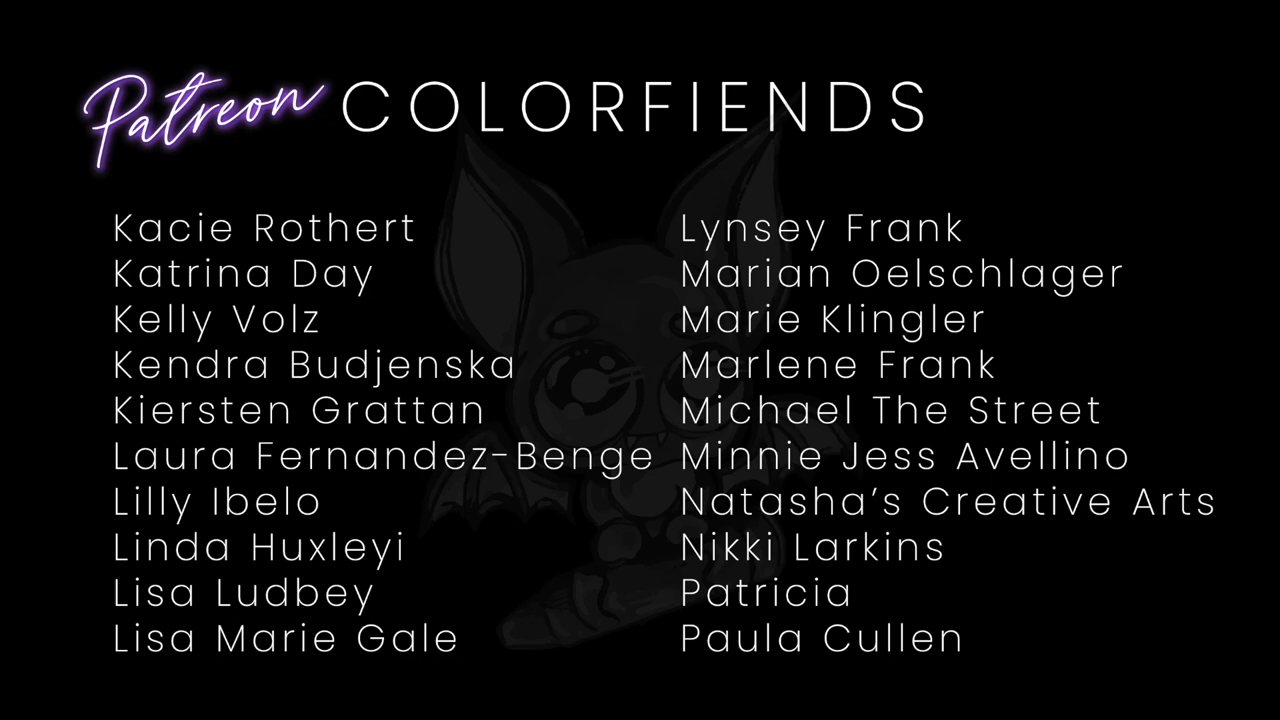 Patreon COLORFIENDS
Kacie Rothert
Katrina Day
Kelly Volz
Kendra Budjenska
Kiersten Grattan
Laura Fernandez-Benge
Lilly Ibelo
Linda Huxleyi
Lisa Ludbey
Lisa Marie Gale
Lynsey Frank
Marian Oelschlager
Marie Klingler
Marlene Frank
Michael The Street
Minnie Jess Avellino
Natasha’s Creative Arts
Nikki Larkins
Patricia
Paula Cullen